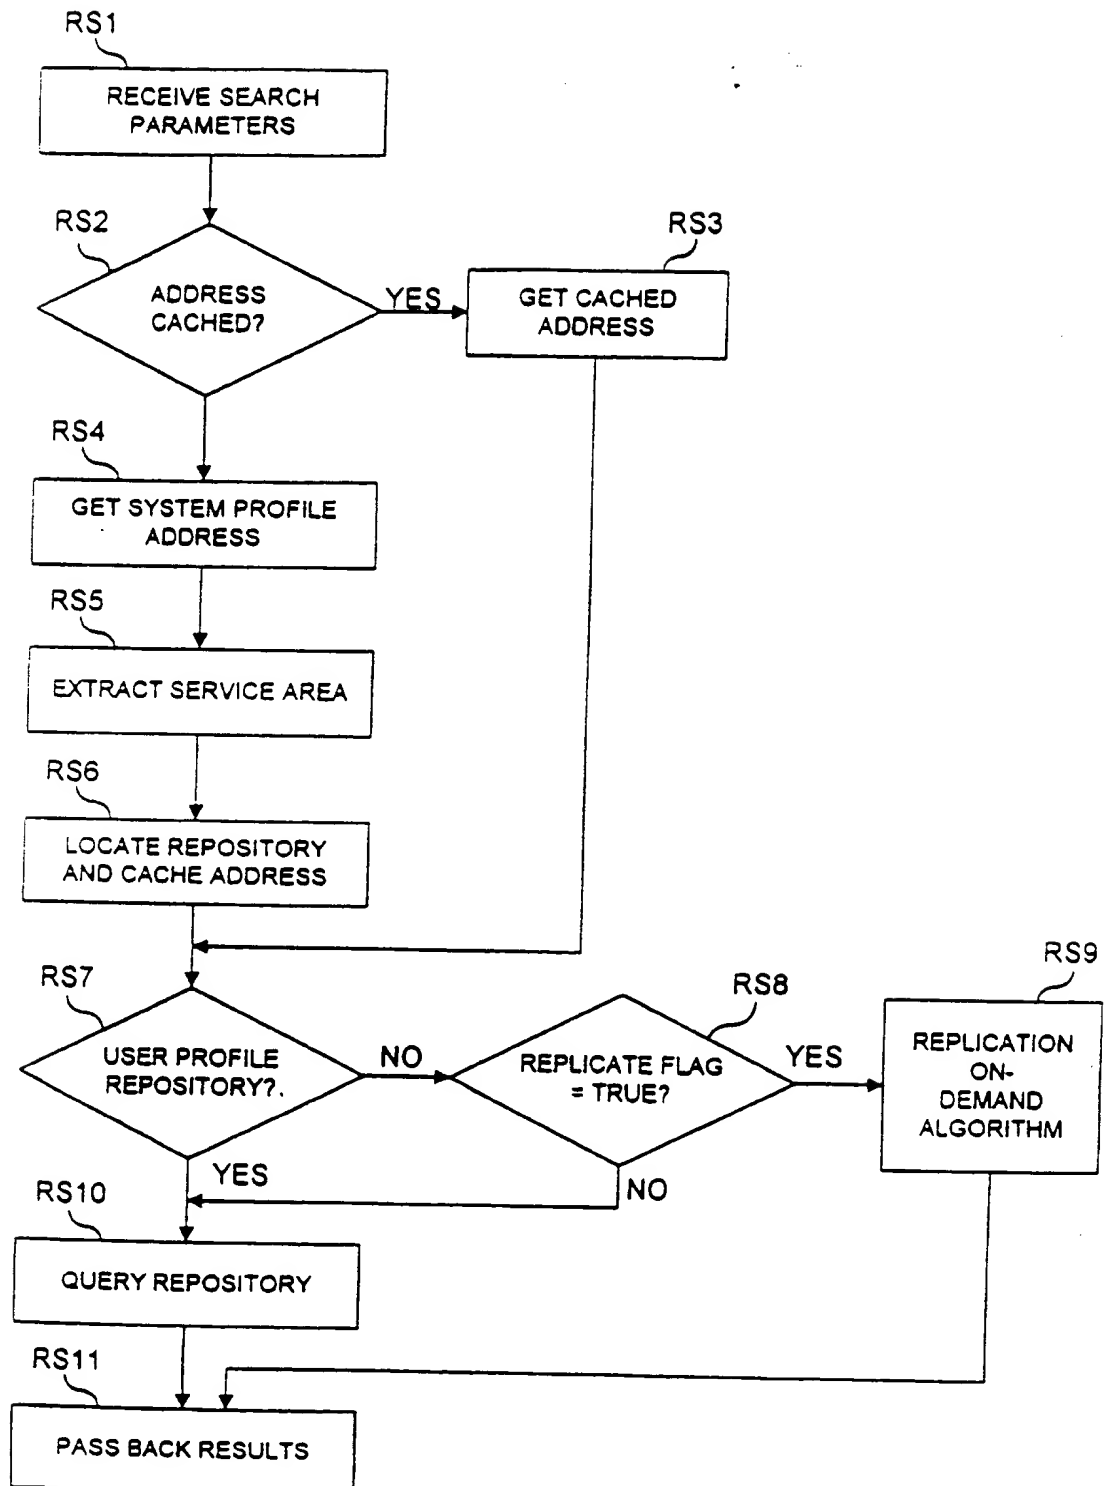 RS1
RECEIVE SEARCH
PARAMETERS
RS2
ADDRESS
CACHED?
YES
RS3
GET CACHED
ADDRESS
RS4
GET SYSTEM PROFILE
ADDRESS
RS5
EXTRACT SERVICE AREA
RS6
LOCATE REPOSITORY
AND CACHE ADDRESS
RS7
USER PROFILE
REPOSITORY?.
NO
RS8
REPLICATE FLAG
= TRUE?
YES
RS9
REPLICATION
ON-
DEMAND
ALGORITHM
YES
NO
RS10
QUERY REPOSITORY
RS11
PASS BACK RESULTS